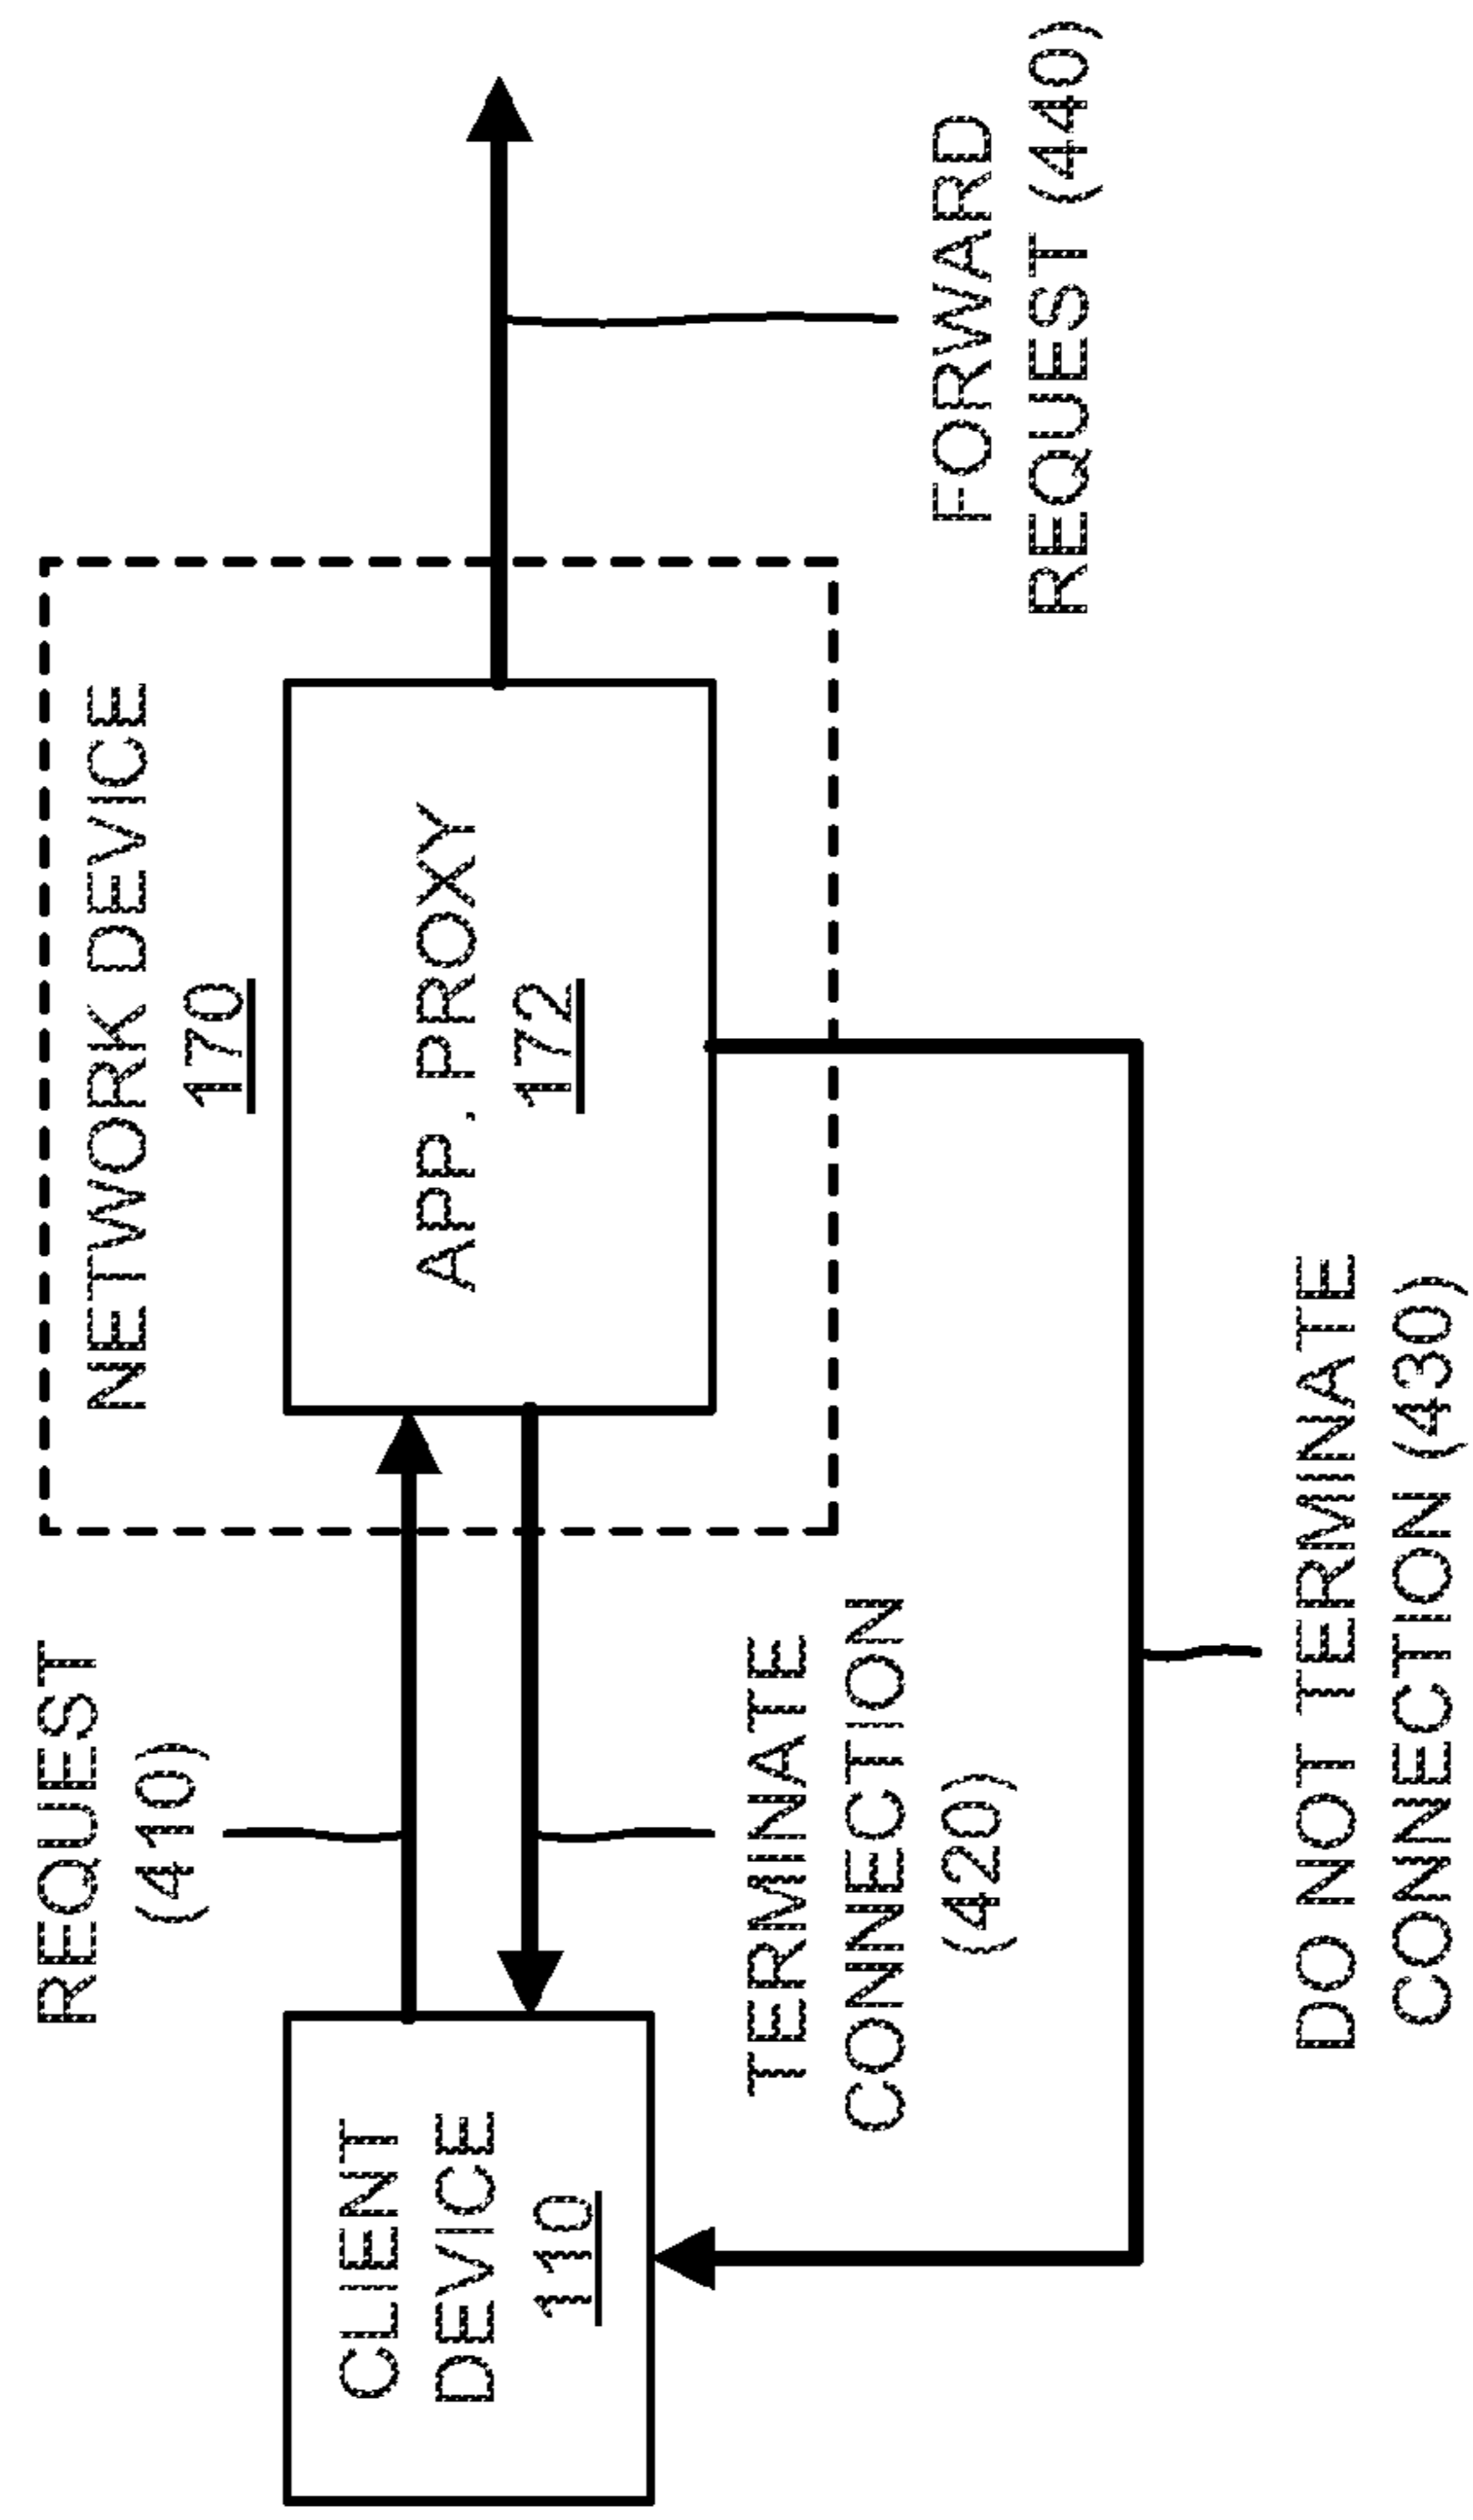 REQUEST
(410)
NETWORK DEVICE
170
CLIENT
DEVICE
110
APP. PROXY
172
TERMINATE
CONNECTION
(420)
FORWARD
REQUEST (440)
DO NOT TERMINATE
CONNECTION (430)